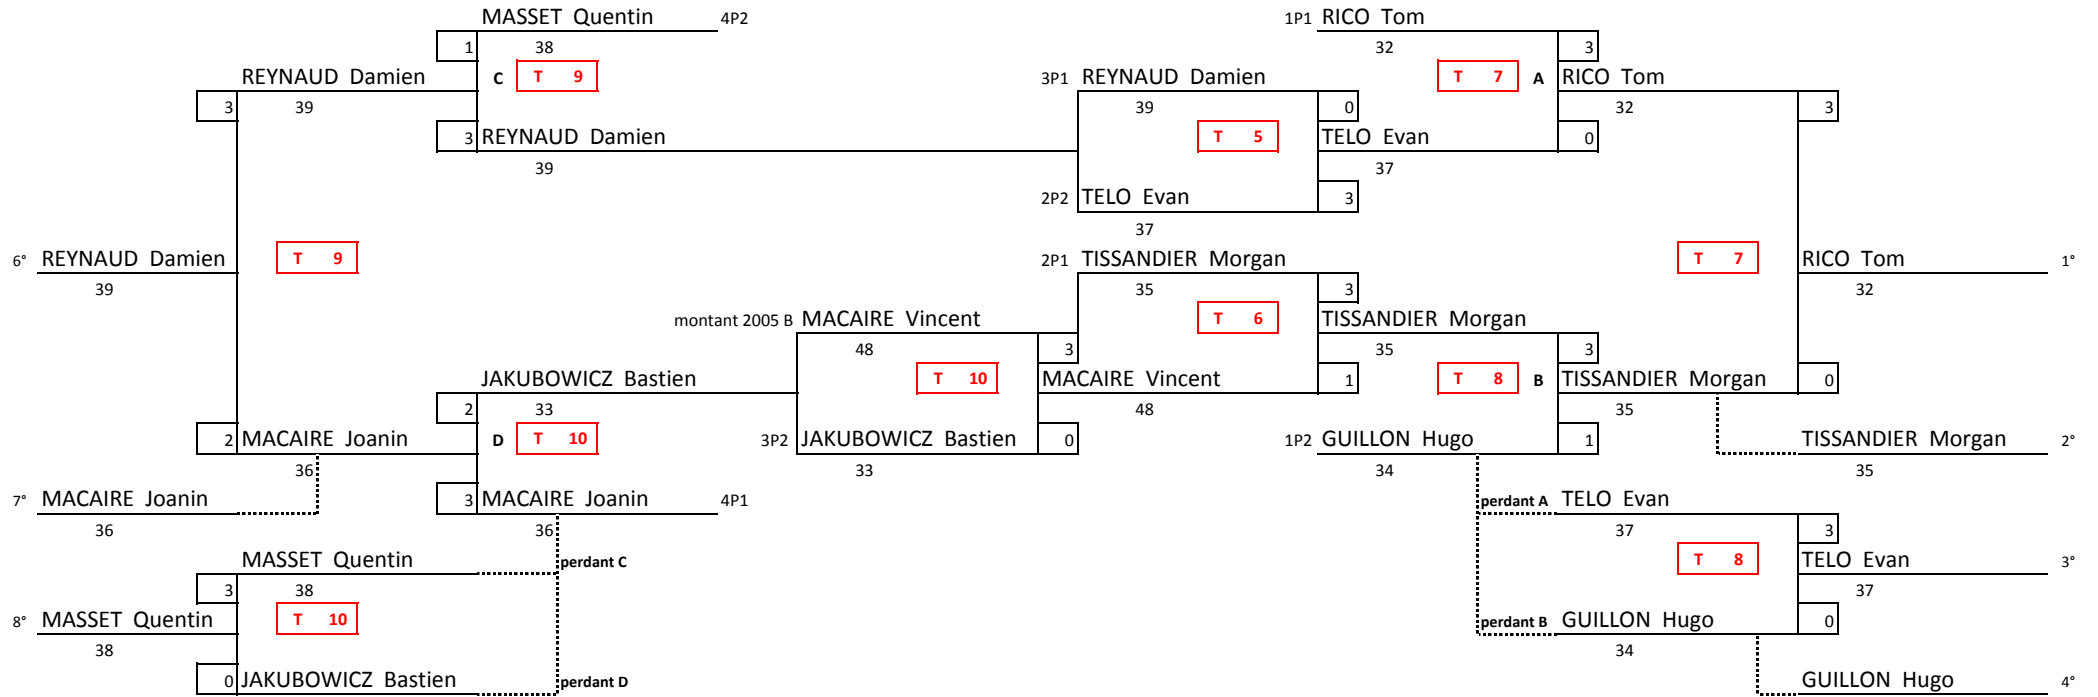 MASSET Quentin 4P2 1P1 RICO Tom
1 38 32 3
REYNAUD Damien C T 9 3P1 REYNAUD Damien T 7 A RICO Tom
3 39 39 0 32 3
3 REYNAUD Damien T 5 TELO Evan 0
39 37
2P2 TELO Evan 3
37
6° REYNAUD Damien T 9 2P1 TISSANDIER Morgan T 7 RICO Tom 1°
39 35 3 32
montant 2005 B MACAIRE Vincent T 6 TISSANDIER Morgan
48 3 35 3
JAKUBOWICZ Bastien T 10 MACAIRE Vincent 1 T 8 B TISSANDIER Morgan 0
2 33 48 35
2 MACAIRE Joanin D T 10 3P2 JAKUBOWICZ Bastien 0 1P2 GUILLON Hugo 1 TISSANDIER Morgan 2°
36 33 34 35
7° MACAIRE Joanin 3 MACAIRE Joanin 4P1 perdant A TELO Evan
36 36 37 3
MASSET Quentin perdant C T 8 TELO Evan 3°
3 38 37
8° MASSET Quentin T 10 perdant B GUILLON Hugo 0
38 34
0 JAKUBOWICZ Bastien perdant D GUILLON Hugo 4°